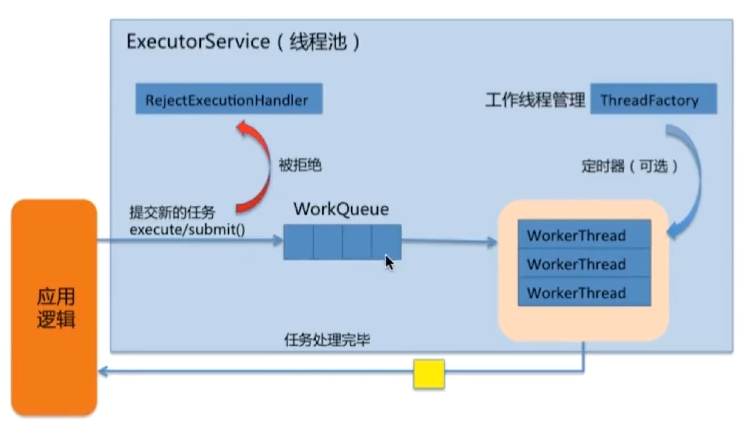 ExecutorService（线程池）
RejectExecutionHandler
工作线程管理
ThreadFactory
被拒绝
定时器（可选）
提交新的任务
execute/submit()
WorkQueue
WorkerThread
WorkerThread
WorkerThread
应用
逻辑
任务处理完毕